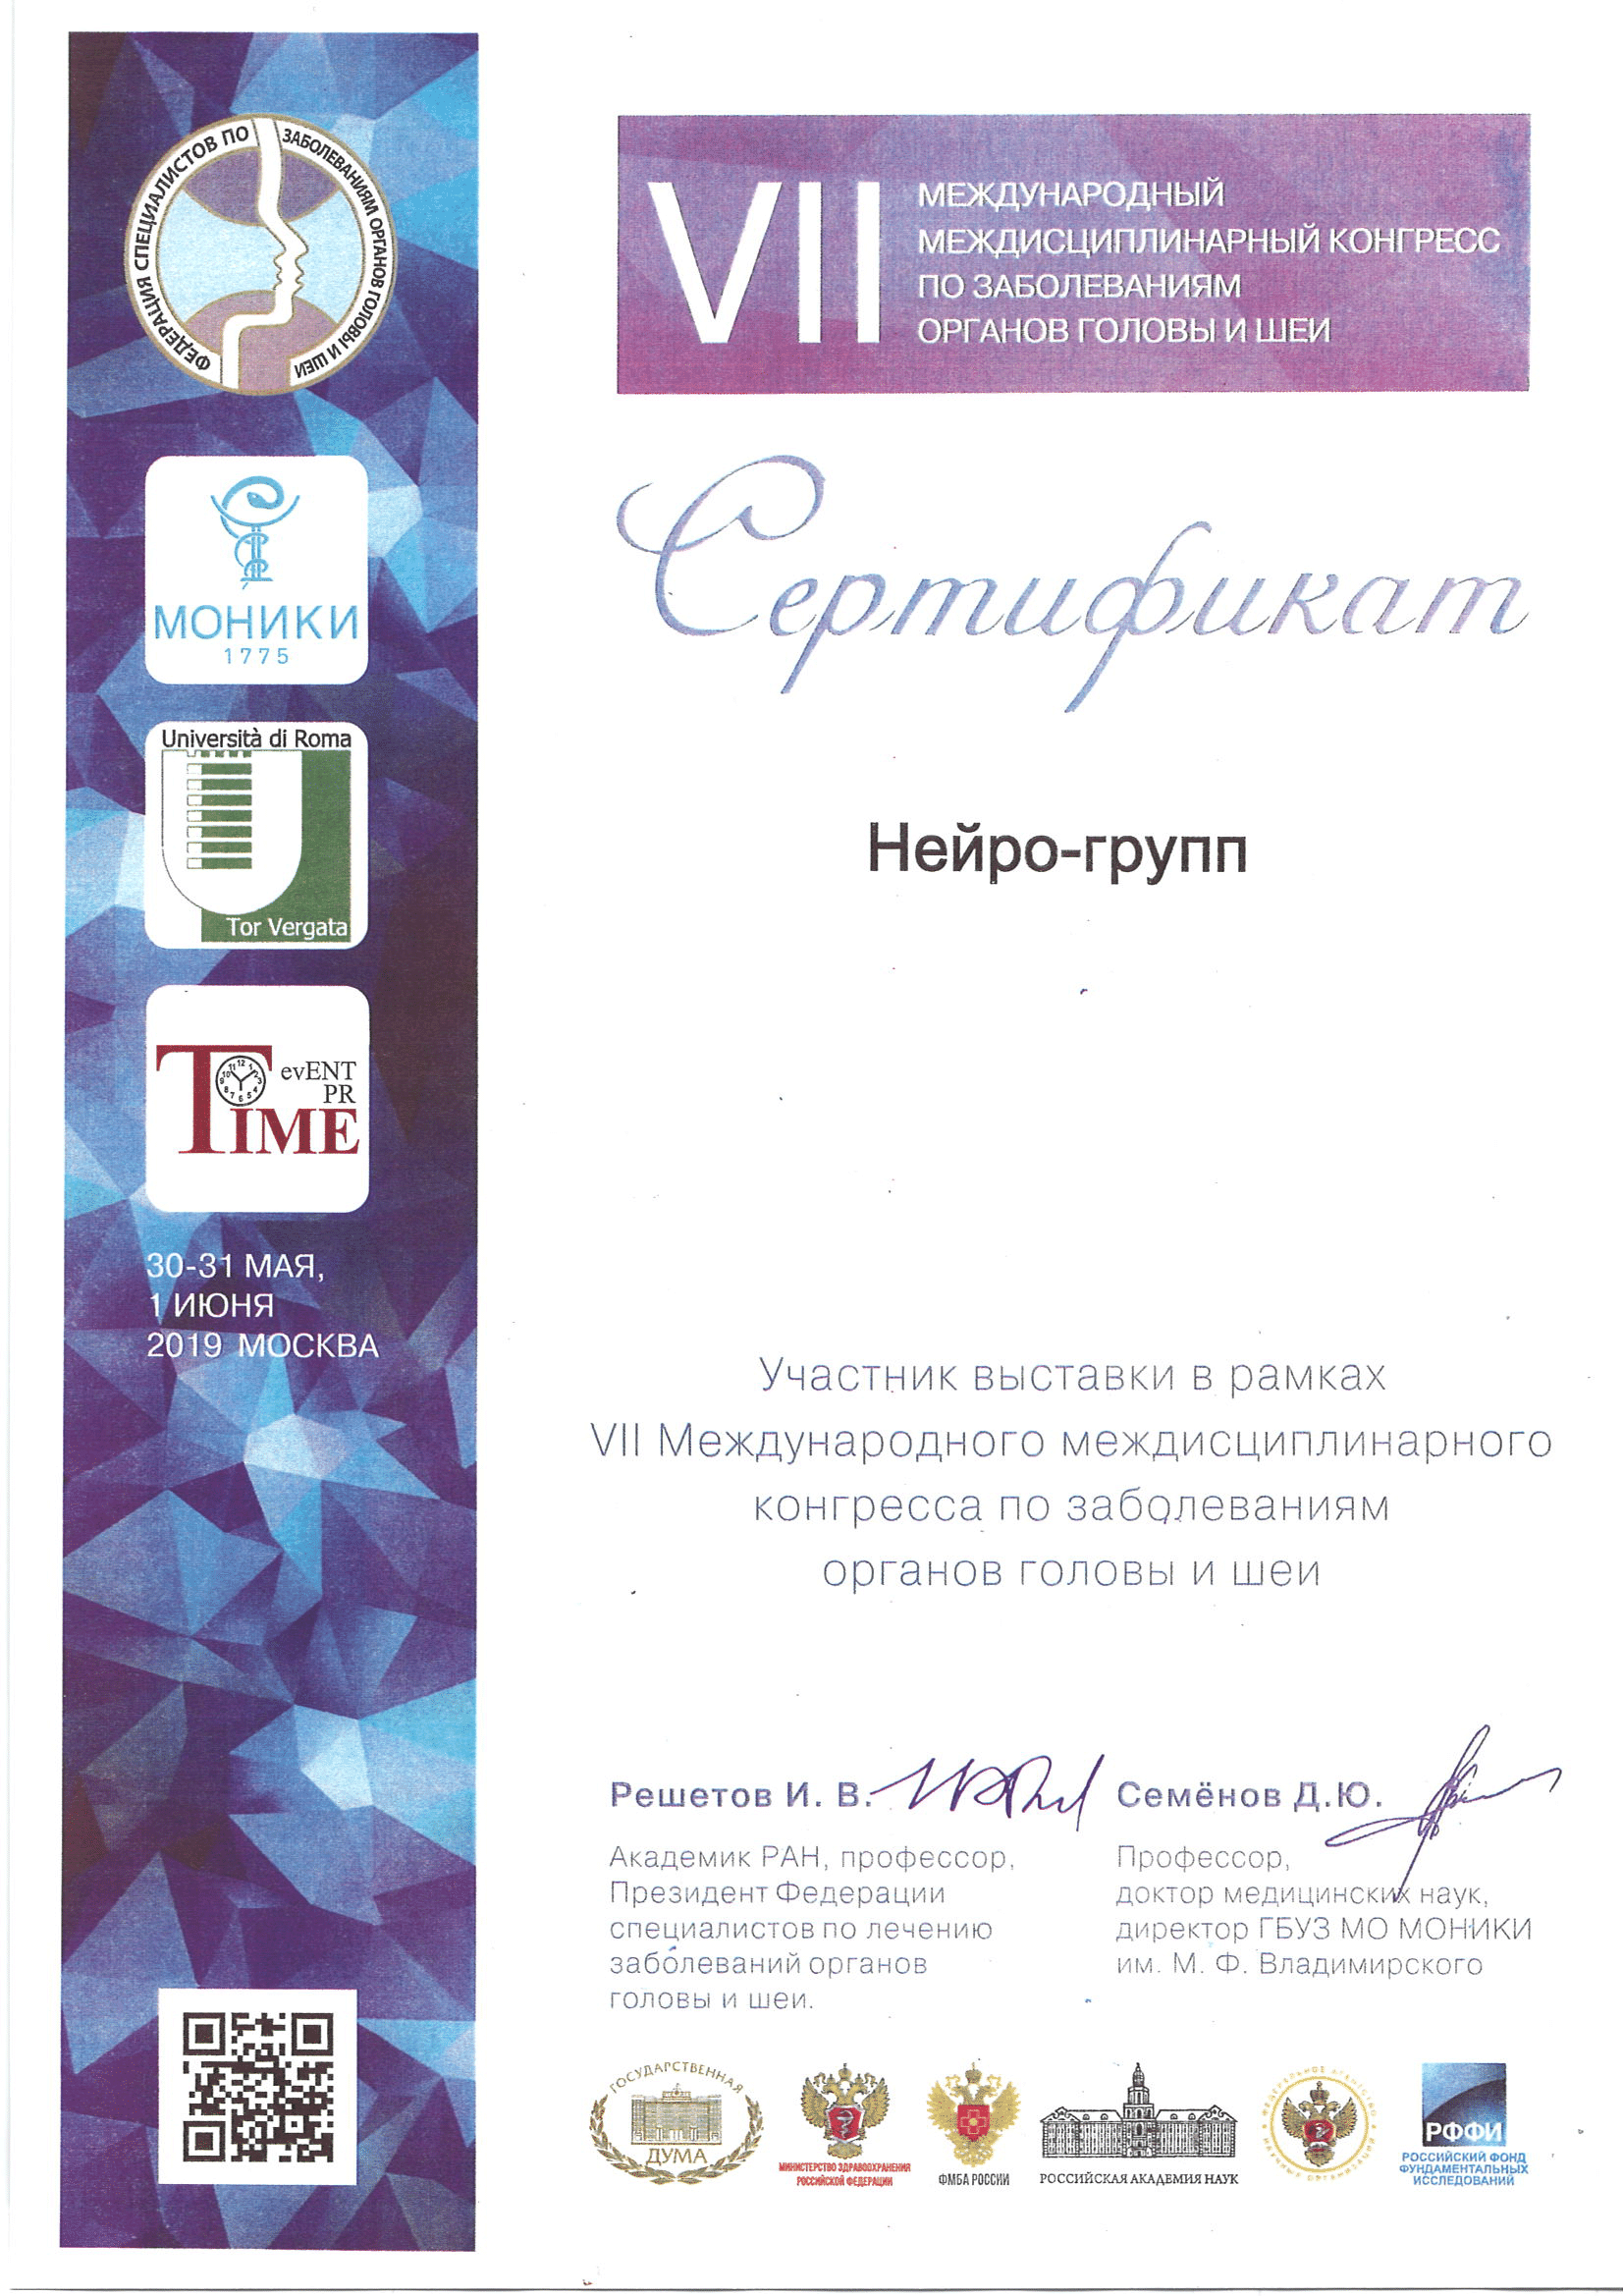 ФЕДЕРАЦИЯ СПЕЦИАЛИСТОВ ПО ЗАБОЛЕВАНИЯМ ОРГАНОВ ГОЛОВЫ И ШЕИ
МОНИКИ
1775
Università di Roma
Tor Vergata
TIME
evENT
PR
30-31 МАЯ,
1 ИЮНЯ
2019 МОСКВА
VII
МЕЖДУНАРОДНЫЙ
МЕЖДИСЦИПЛИНАРНЫЙ КОНГРЕСС
ПО ЗАБОЛЕВАНИЯМ
ОРГАНОВ ГОЛОВЫ И ШЕИ
Сертификат
Нейро-групп
Участник выставки в рамках
VII Международного междисциплинарного
конгресса по заболеваниям
органов головы и шеи
Решетов И. В.
Академик РАН, профессор,
Президент Федерации
специалистов по лечению
заболеваний органов
головы и шеи.
Семёнов Д.Ю.
Профессор,
доктор медицинских наук,
директор ГБУЗ МО МОНИКИ
им. М. Ф. Владимирского
ГОСУДАРСТВЕННАЯ
ДУМА
МИНИСТЕРСТВО ЗДРАВООХРАНЕНИЯ
РОССИЙСКОЙ ФЕДЕРАЦИИ
ФМБА РОССИИ
РОССИЙСКАЯ АКАДЕМИЯ НАУК
ФЕДЕРАЛЬНОЕ АГЕНТСТВО НАУЧНЫХ ОРГАНИЗАЦИЙ
РФФИ
РОССИЙСКИЙ ФОНД
ФУНДАМЕНТАЛЬНЫХ
ИССЛЕДОВАНИЙ